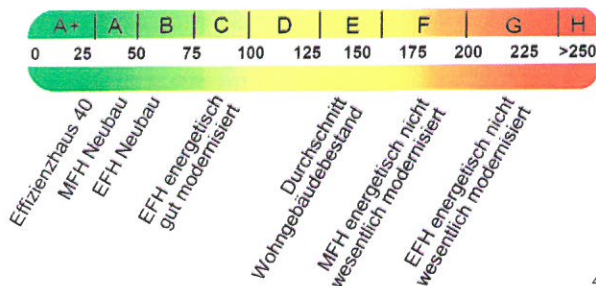 A+ A B C D E F G H
0 25 50 75 100 125 150 175 200 225 >250
Effizienzhaus 40
MFH Neubau
EFH Neubau
EFH energetisch
gut modernisiert
Durchschnitt
Wohngebäudebestand
MFH energetisch nicht
wesentlich modernisiert
EFH energetisch nicht
wesentlich modernisiert